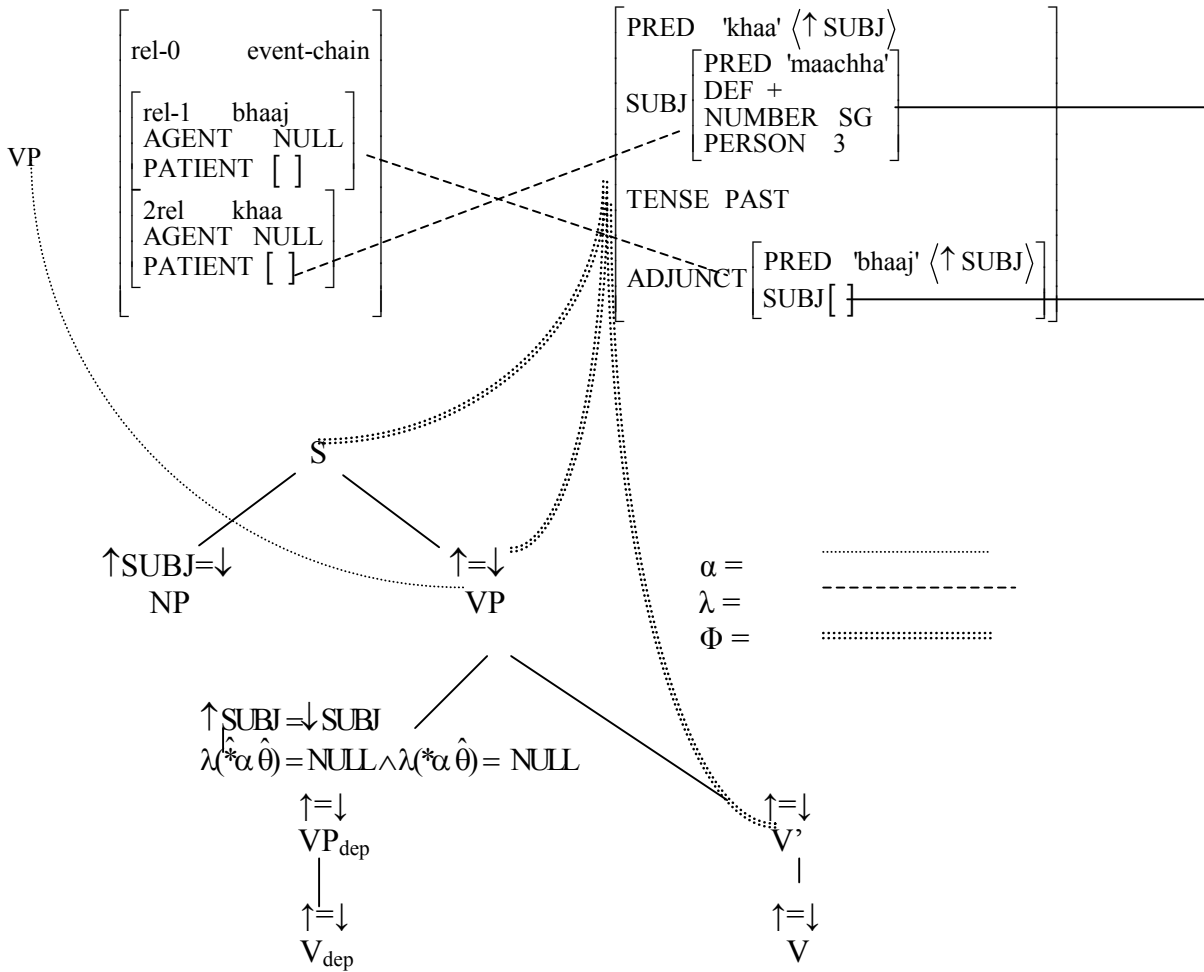 VP
rel-0 event-chain
rel-1 bhaaj
AGENT NULL
PATIENT [ ]
2rel khaa
AGENT NULL
PATIENT [ ]
PRED 'khaa' ⟨↑ SUBJ⟩
SUBJ
PRED 'maachha'
DEF +
NUMBER SG
PERSON 3
TENSE PAST
ADJUNCT
PRED 'bhaaj' ⟨↑ SUBJ⟩
SUBJ [ ]
S
↑SUBJ=↓
NP
↑=↓
VP
α =
λ =
Φ =
↑SUBJ=↓SUBJ
λ(*̂α θ̂) = NULL ∧ λ(*α θ̂) = NULL
↑=↓
VPdep
↑=↓
V’
↑=↓
Vdep
↑=↓
V